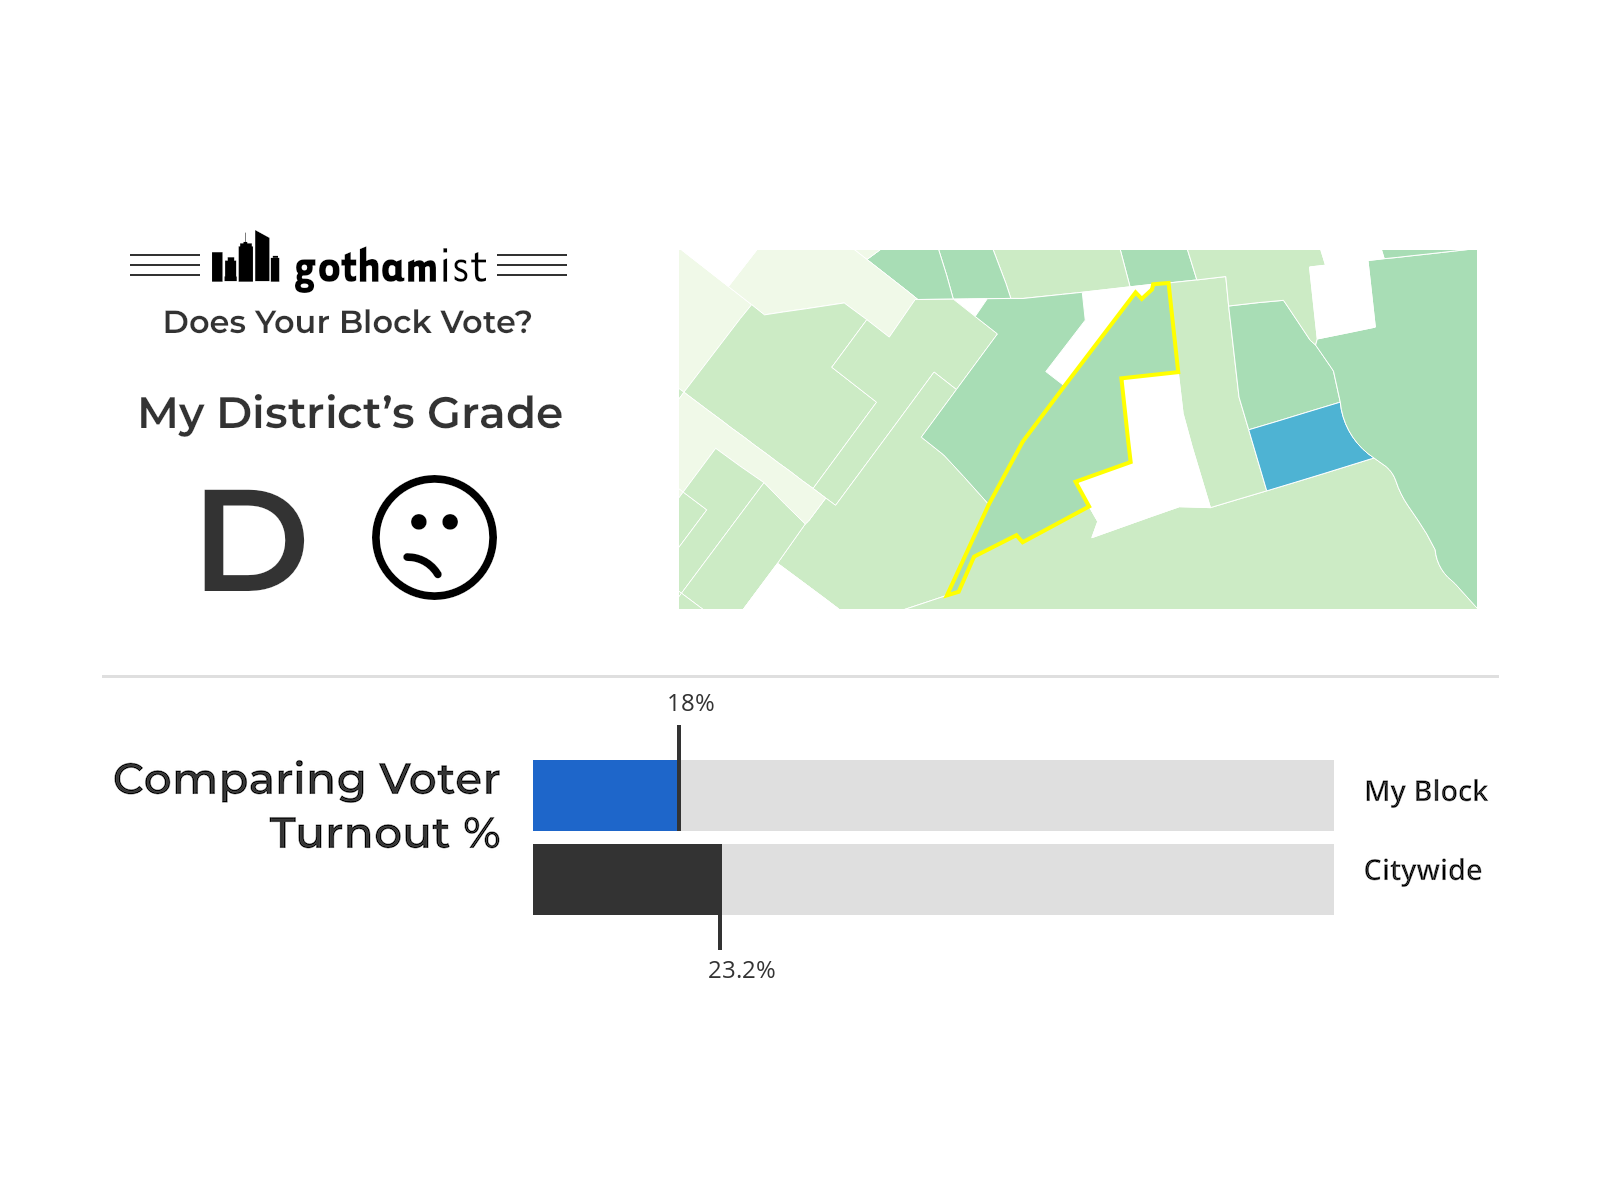 gothamist
Does Your Block Vote?
My District’s Grade
D
18%
Comparing Voter
Turnout %
My Block
Citywide
23.2%